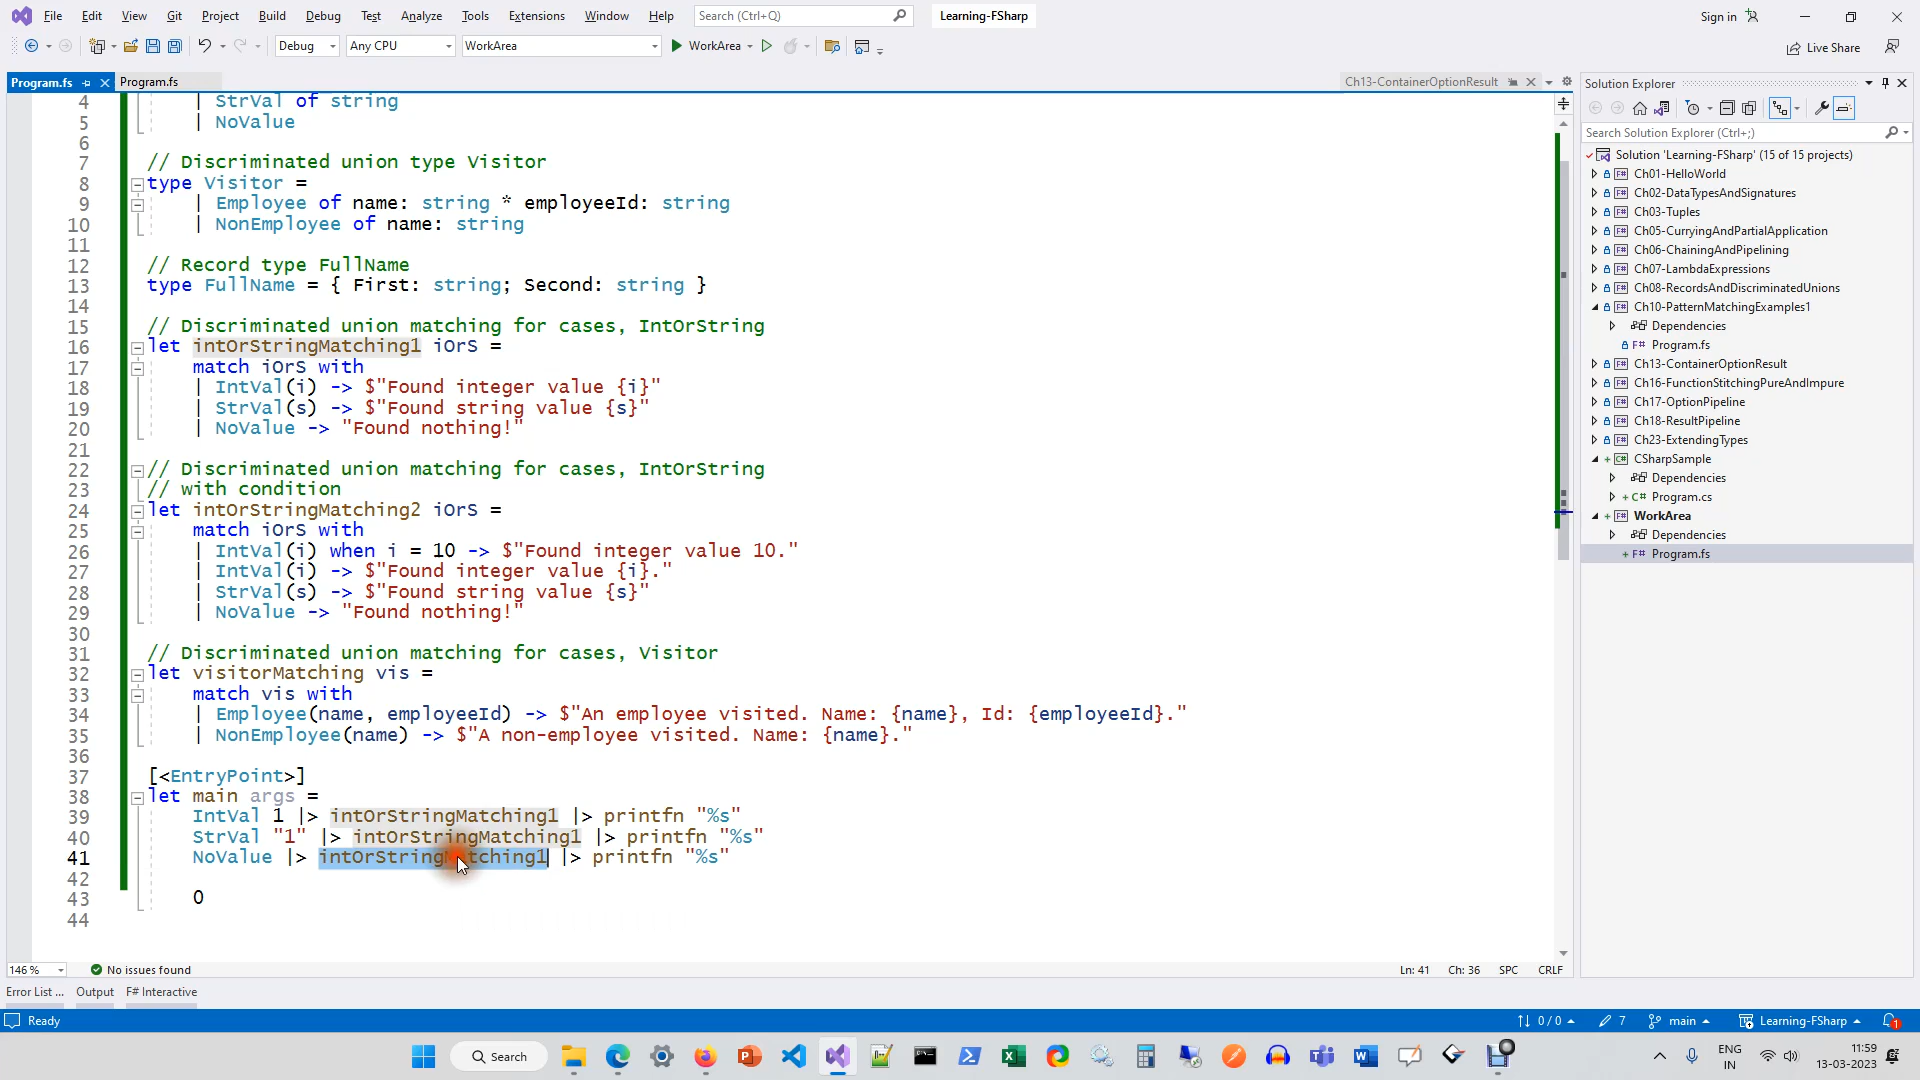 File Edit View Git Project Build Debug Test Analyze Tools Extensions Window Help Search (Ctrl+Q) Learning-FSharp Sign in
Debug Any CPU WorkArea WorkArea Live Share
Program.fs Program.fs Ch13-ContainerOptionResult
4 | StrVal of string
5 | NoValue
6
7 // Discriminated union type Visitor
8 type Visitor =
9 | Employee of name: string * employeeId: string
10 | NonEmployee of name: string
11
12 // Record type FullName
13 type FullName = { First: string; Second: string }
14
15 // Discriminated union matching for cases, IntOrString
16 let intOrStringMatching1 iOrS =
17 match iOrS with
18 | IntVal(i) -> $"Found integer value {i}"
19 | StrVal(s) -> $"Found string value {s}"
20 | NoValue -> "Found nothing!"
21
22 // Discriminated union matching for cases, IntOrString
23 // with condition
24 let intOrStringMatching2 iOrS =
25 match iOrS with
26 | IntVal(i) when i = 10 -> $"Found integer value 10."
27 | IntVal(i) -> $"Found integer value {i}."
28 | StrVal(s) -> $"Found string value {s}"
29 | NoValue -> "Found nothing!"
30
31 // Discriminated union matching for cases, Visitor
32 let visitorMatching vis =
33 match vis with
34 | Employee(name, employeeId) -> $"An employee visited. Name: {name}, Id: {employeeId}."
35 | NonEmployee(name) -> $"A non-employee visited. Name: {name}."
36
37 [<EntryPoint>]
38 let main args =
39 IntVal 1 |> intOrStringMatching1 |> printfn "%s"
40 StrVal "1" |> intOrStringMatching1 |> printfn "%s"
41 NoValue |> intOrStringMatching1 |> printfn "%s"
42
43 0
44
146 % No issues found Ln: 41 Ch: 36 SPC CRLF
Error List ... Output F# Interactive
Solution Explorer
Search Solution Explorer (Ctrl+;)
Solution 'Learning-FSharp' (15 of 15 projects)
Ch01-HelloWorld
Ch02-DataTypesAndSignatures
Ch03-Tuples
Ch05-CurryingAndPartialApplication
Ch06-ChainingAndPipelining
Ch07-LambdaExpressions
Ch08-RecordsAndDiscriminatedUnions
Ch10-PatternMatchingExamples1
Dependencies
F# Program.fs
Ch13-ContainerOptionResult
Ch16-FunctionStitchingPureAndImpure
Ch17-OptionPipeline
Ch18-ResultPipeline
Ch23-ExtendingTypes
CSharpSample
Dependencies
C# Program.cs
WorkArea
Dependencies
F# Program.fs
Ready 0 / 0 7 main Learning-FSharp 1
Search ENG IN 11:59 13-03-2023